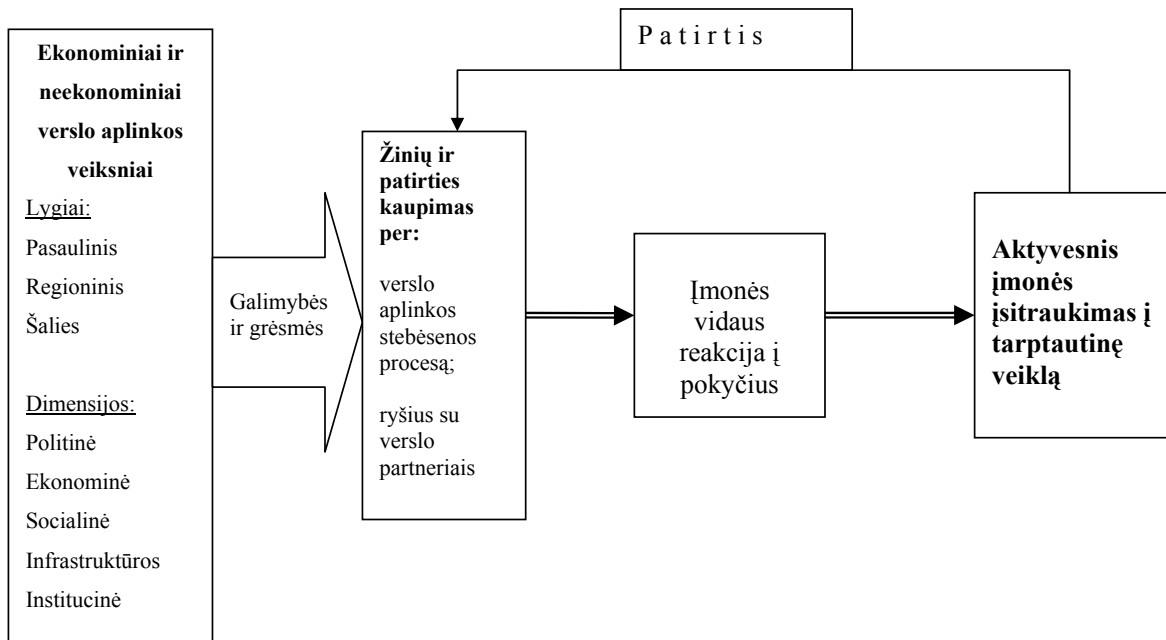 Ekonominiai ir
neekonominiai
verslo aplinkos
veiksniai
Lygiai:
Pasaulinis
Regioninis
Šalies
Dimensijos:
Politinė
Ekonominė
Socialinė
Infrastruktūros
Institucinė
Galimybės
ir grėsmės
Patirtis
Žinių ir
patirties
kaupimas
per:
verslo
aplinkos
stebėsenos
procesą;
ryšius su
verslo
partneriais
Įmonės
vidaus
reakcija į
pokyčius
Aktyvesnis
įmonės
įsitraukimas į
tarptautinę
veiklą